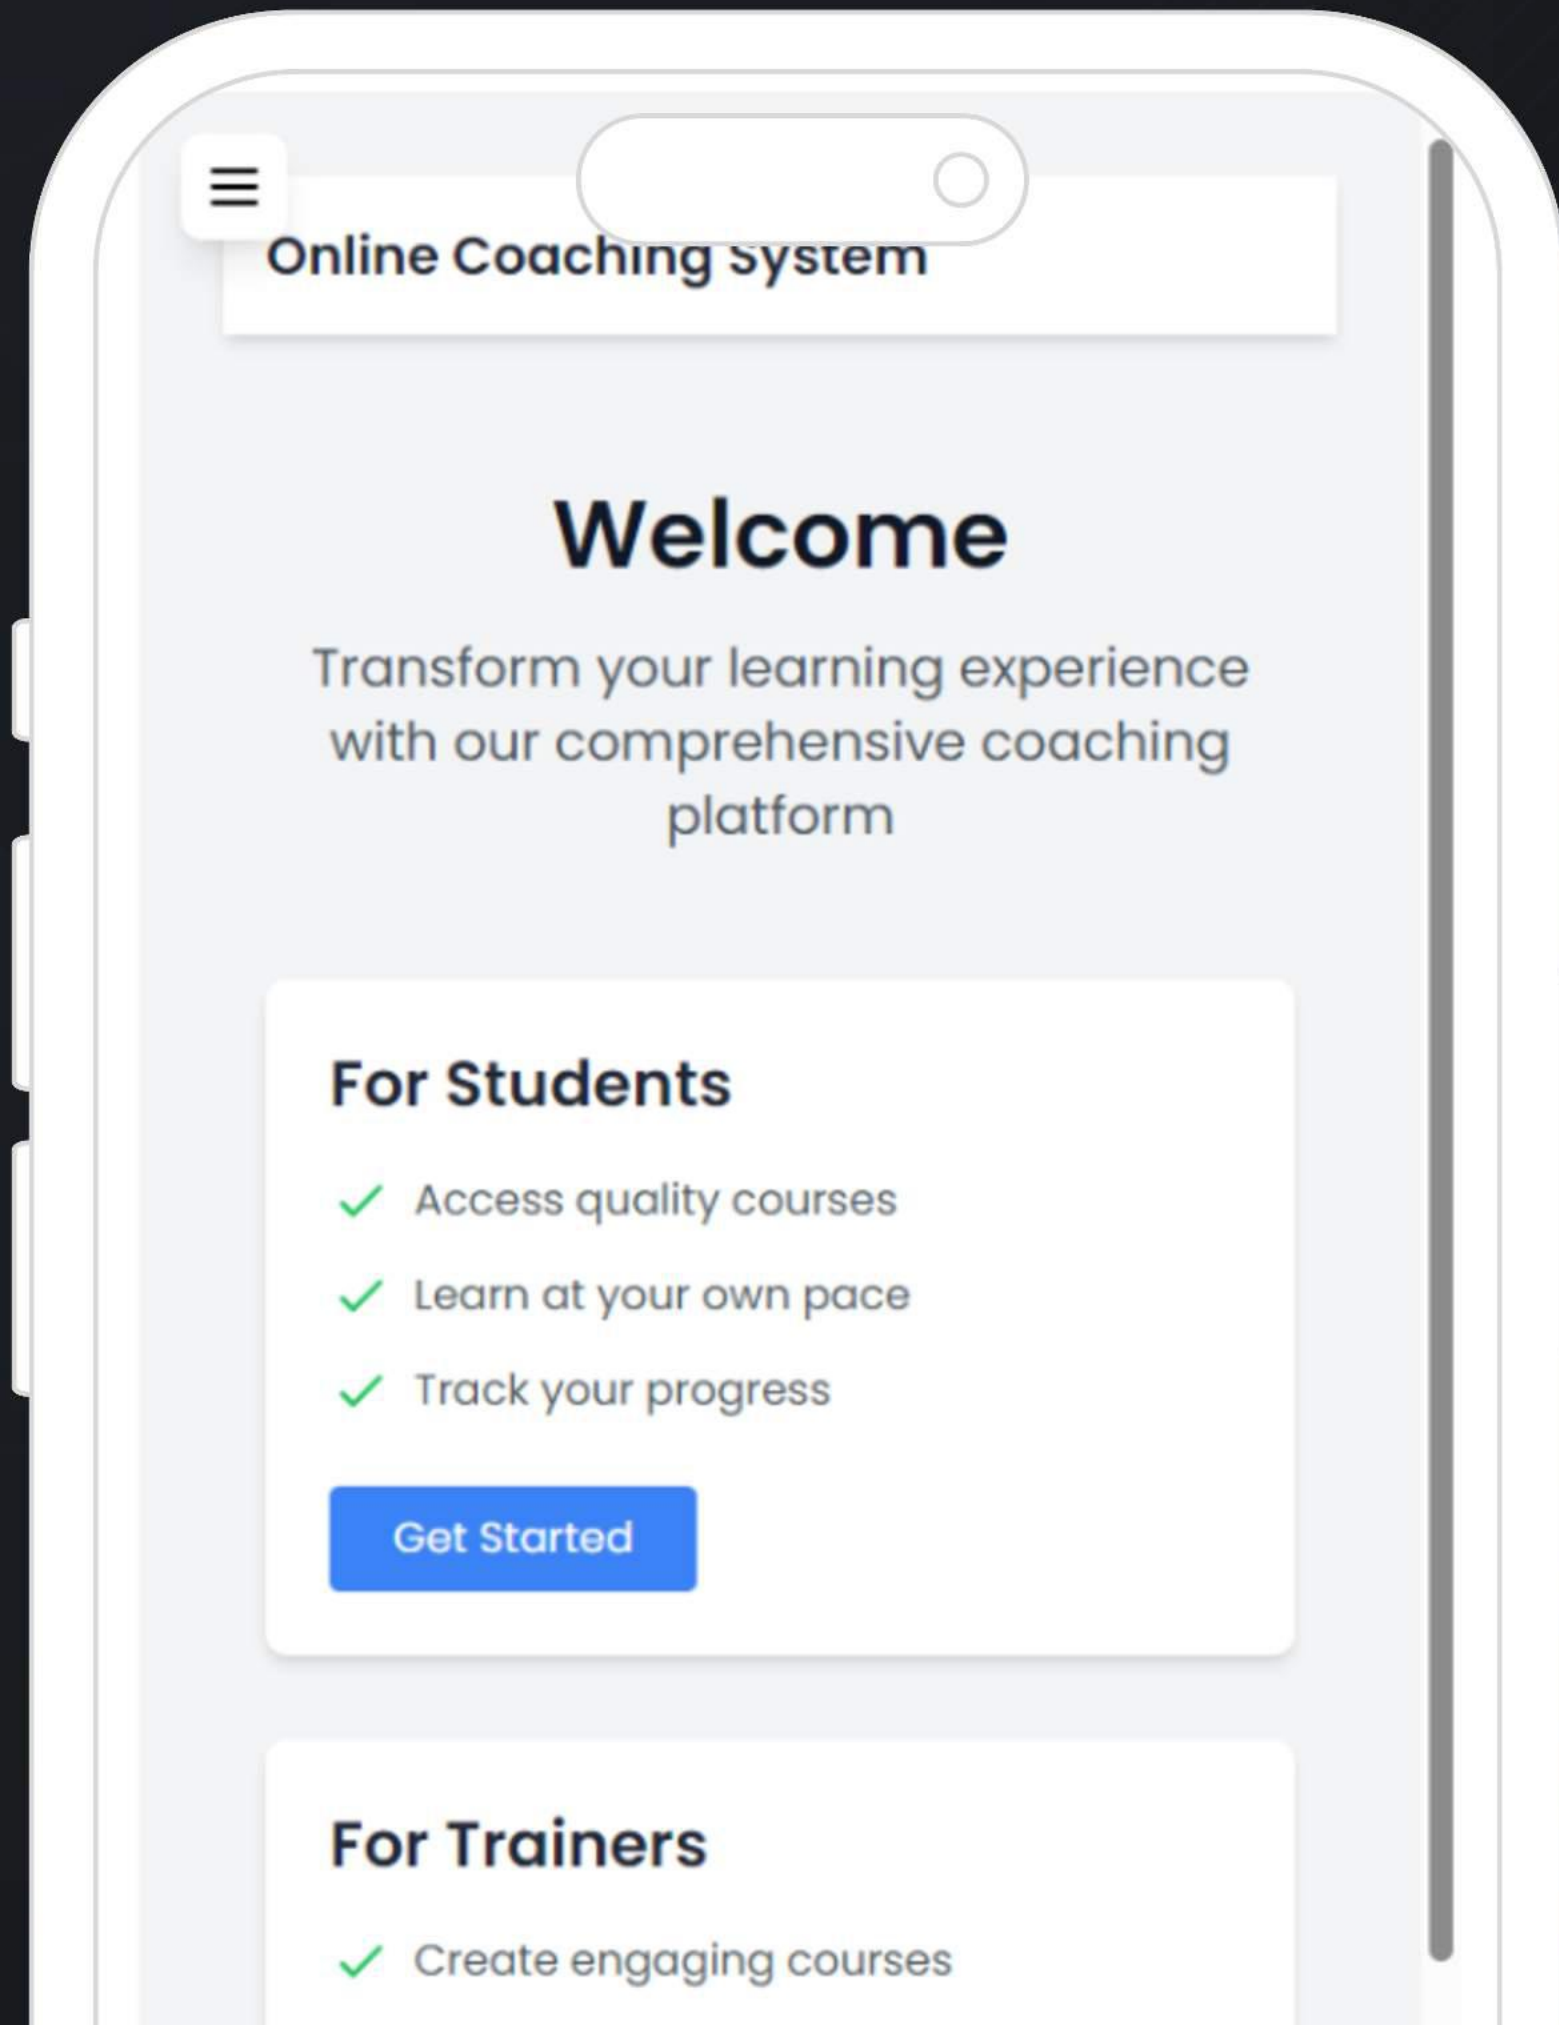 Online Coaching System
Welcome
Transform your learning experience
with our comprehensive coaching
platform
For Students
Access quality courses
Learn at your own pace
Track your progress
Get Started
For Trainers
Create engaging courses